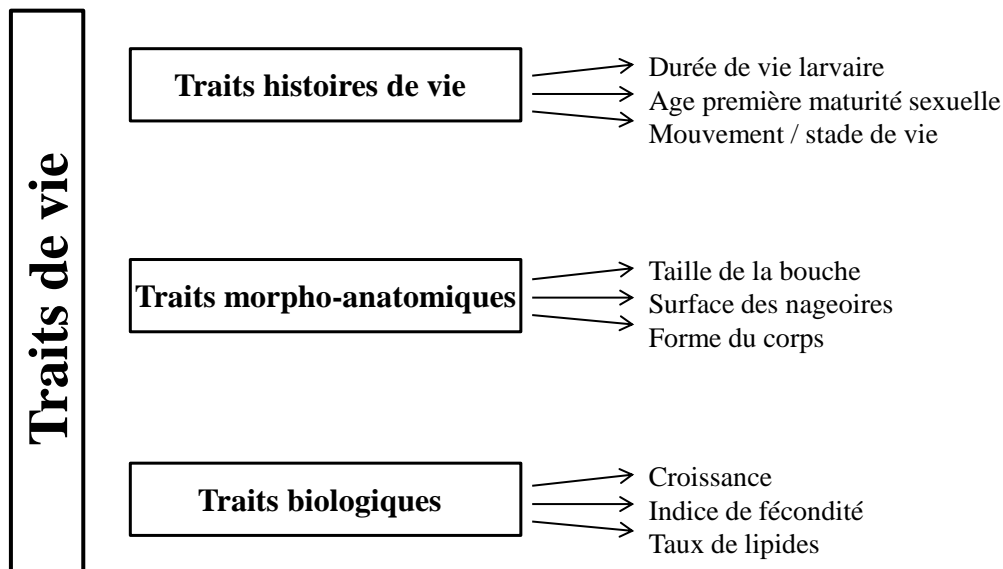 Traits de vie
Traits histoires de vie
Durée de vie larvaire
Age première maturité sexuelle
Mouvement / stade de vie
Traits morpho-anatomiques
Taille de la bouche
Surface des nageoires
Forme du corps
Traits biologiques
Croissance
Indice de fécondité
Taux de lipides